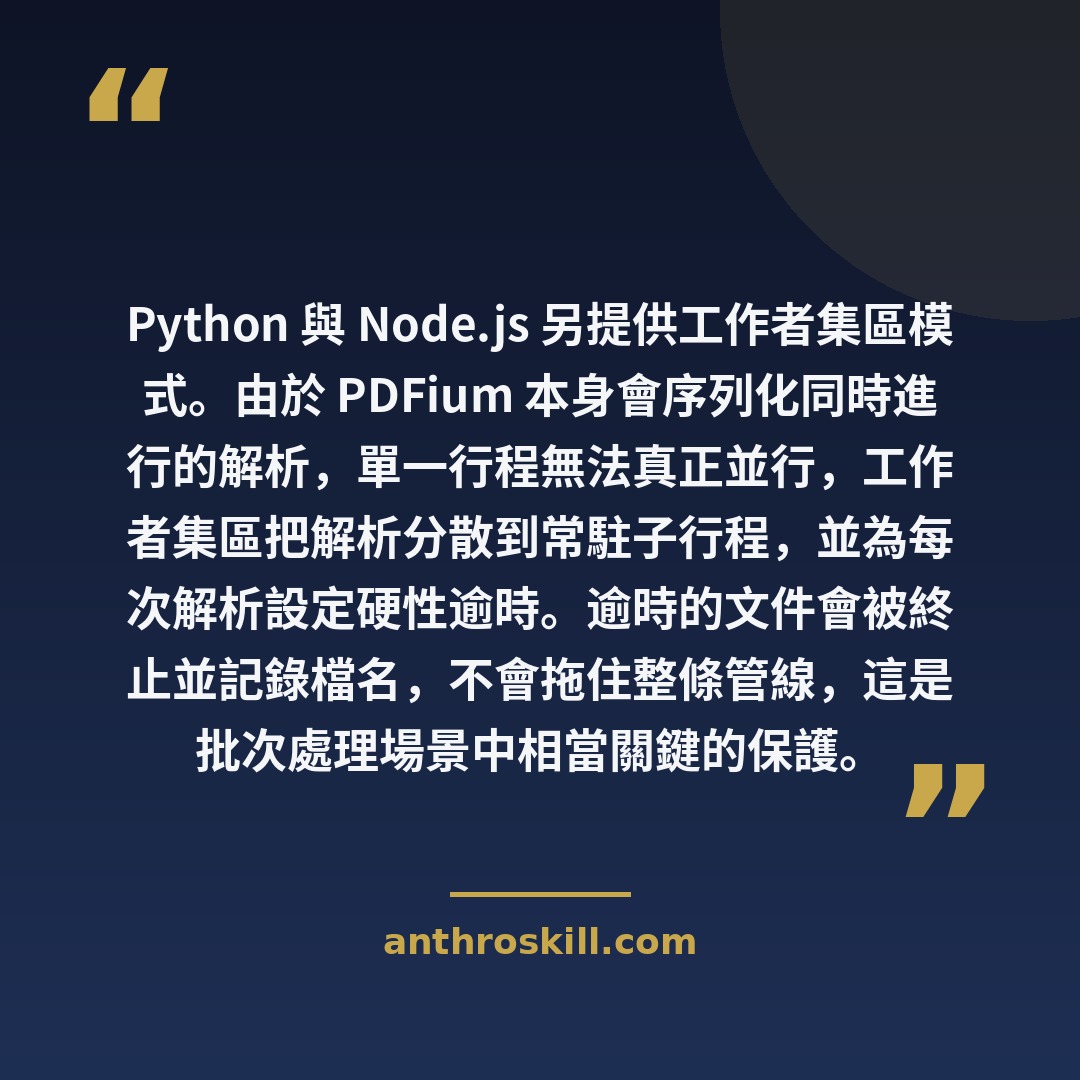 “
Python 與 Node.js 另提供工作者集區模
式。由於 PDFium 本身會序列化同時進
行的解析，單一行程無法真正並行，工作
者集區把解析分散到常駐子行程，並為每
次解析設定硬性逾時。逾時的文件會被終
止並記錄檔名，不會拖住整條管線，這是
批次處理場景中相當關鍵的保護。
”
anthroskill.com